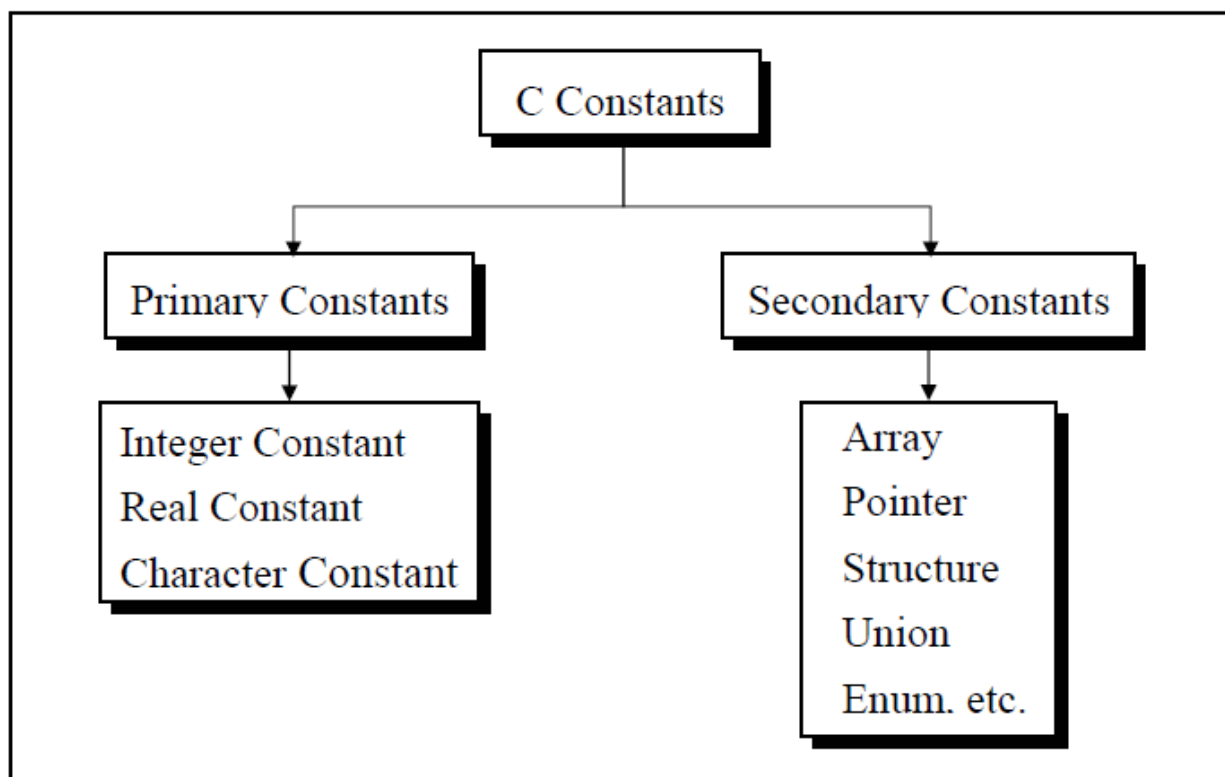 C Constants
Primary Constants
Secondary Constants
Integer Constant
Real Constant
Character Constant
Array
Pointer
Structure
Union
Enum. etc.